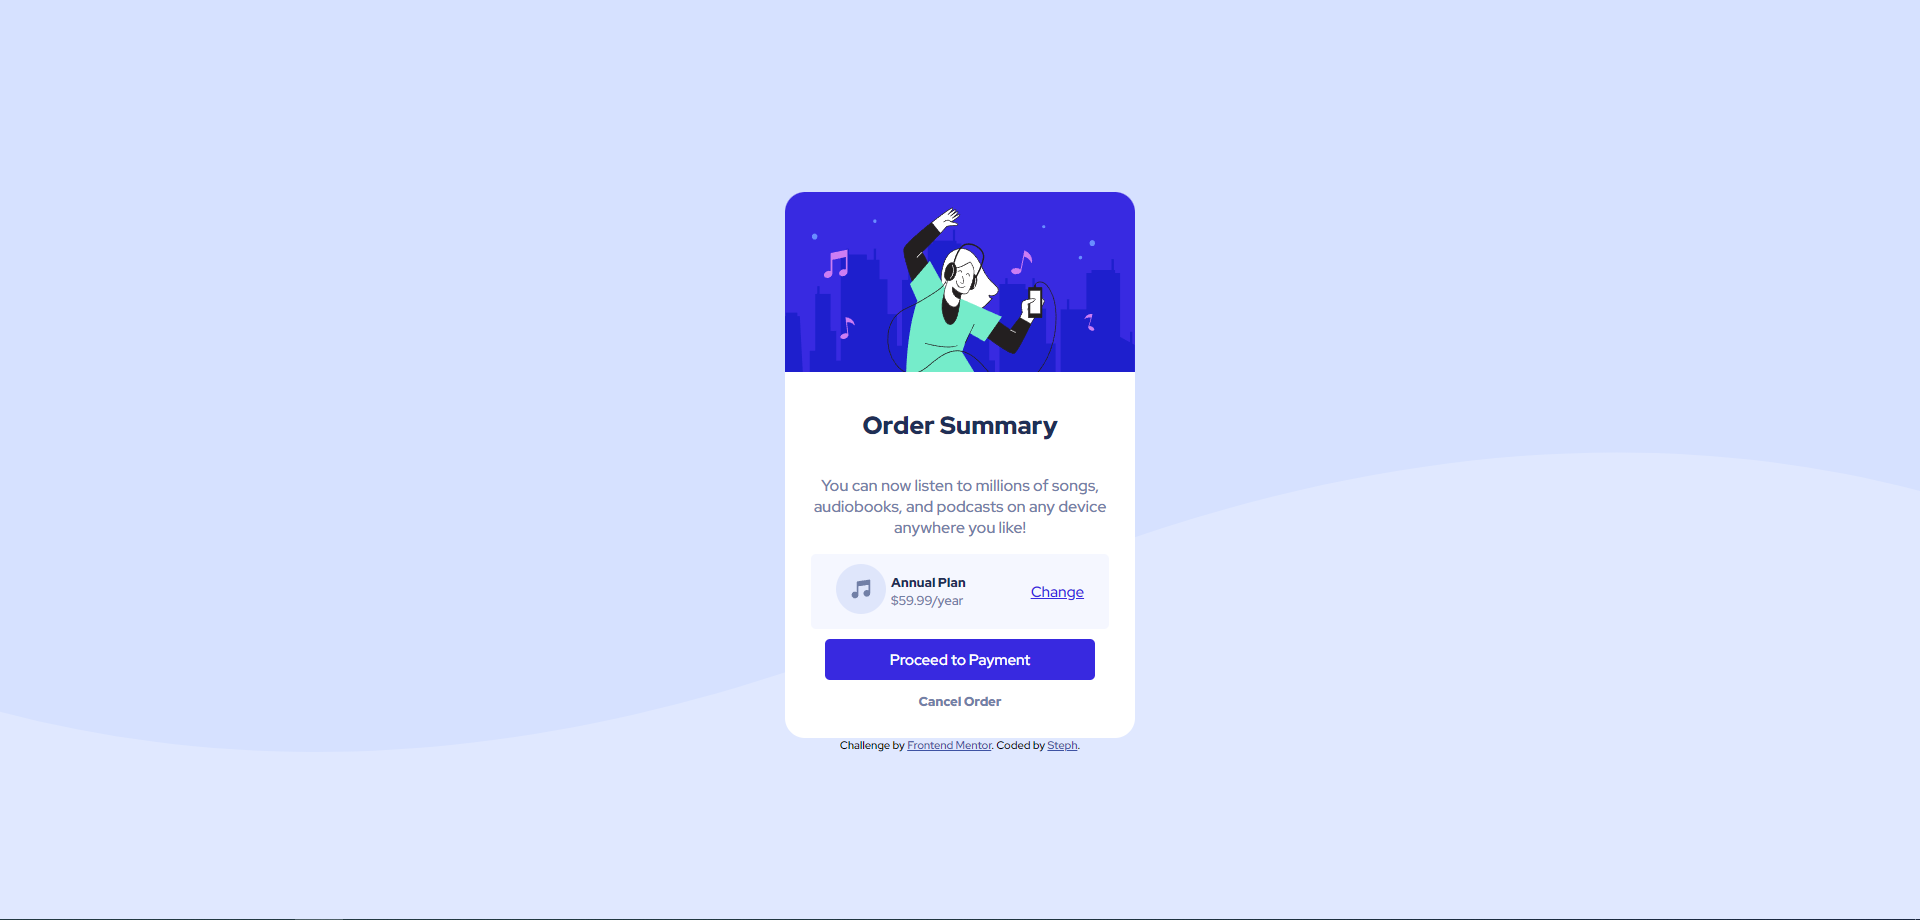 Order Summary
You can now listen to millions of songs,
audiobooks, and podcasts on any device
anywhere you like!
Annual Plan
$59.99/year
Change
Proceed to Payment
Cancel Order
Challenge by Frontend Mentor. Coded by Steph.